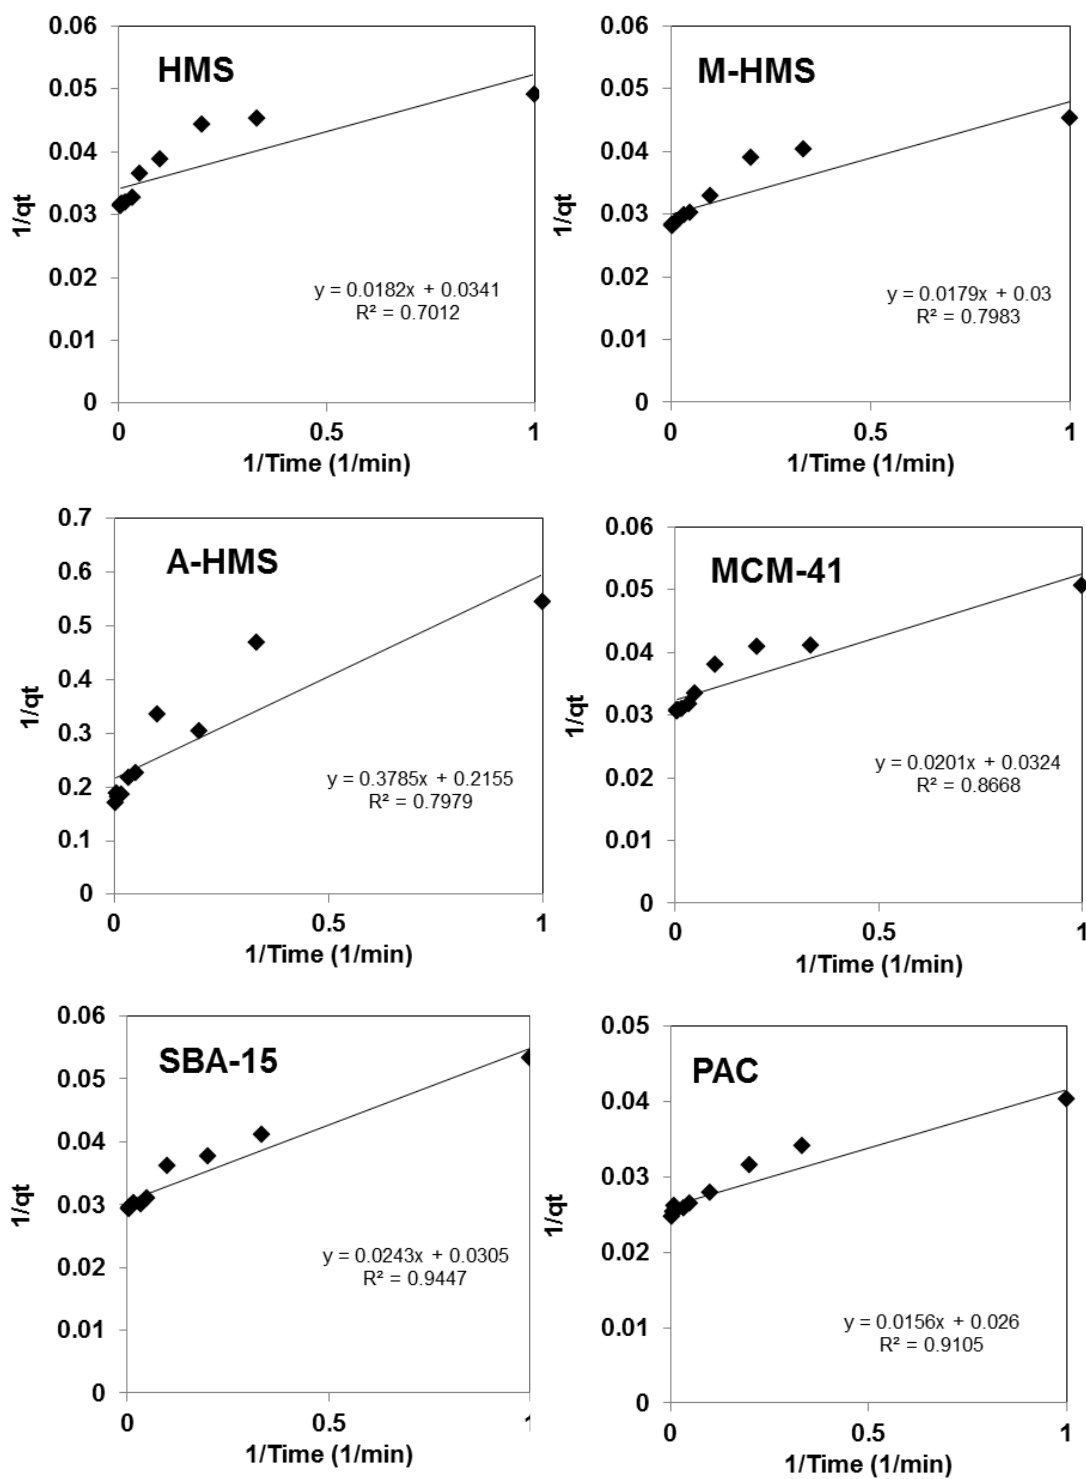 HMS
0.06
0.05
0.04
0.03
0.02
0.01
0
1/qt
y = 0.0182x + 0.0341
R² = 0.7012
0
0.5
1
1/Time (1/min)
M-HMS
0.06
0.05
0.04
0.03
0.02
0.01
0
1/qt
y = 0.0179x + 0.03
R² = 0.7983
0
0.5
1
1/Time (1/min)
A-HMS
0.7
0.6
0.5
0.4
0.3
0.2
0.1
0
1/qt
y = 0.3785x + 0.2155
R² = 0.7979
0
0.5
1
1/Time (1/min)
MCM-41
0.06
0.05
0.04
0.03
0.02
0.01
0
1/qt
y = 0.0201x + 0.0324
R² = 0.8668
0
0.5
1
1/Time (1/min)
SBA-15
0.06
0.05
0.04
0.03
0.02
0.01
0
1/qt
y = 0.0243x + 0.0305
R² = 0.9447
0
0.5
1
1/Time (1/min)
PAC
0.05
0.04
0.03
0.02
0.01
0
1/qt
y = 0.0156x + 0.026
R² = 0.9105
0
0.5
1
1/Time (1/min)